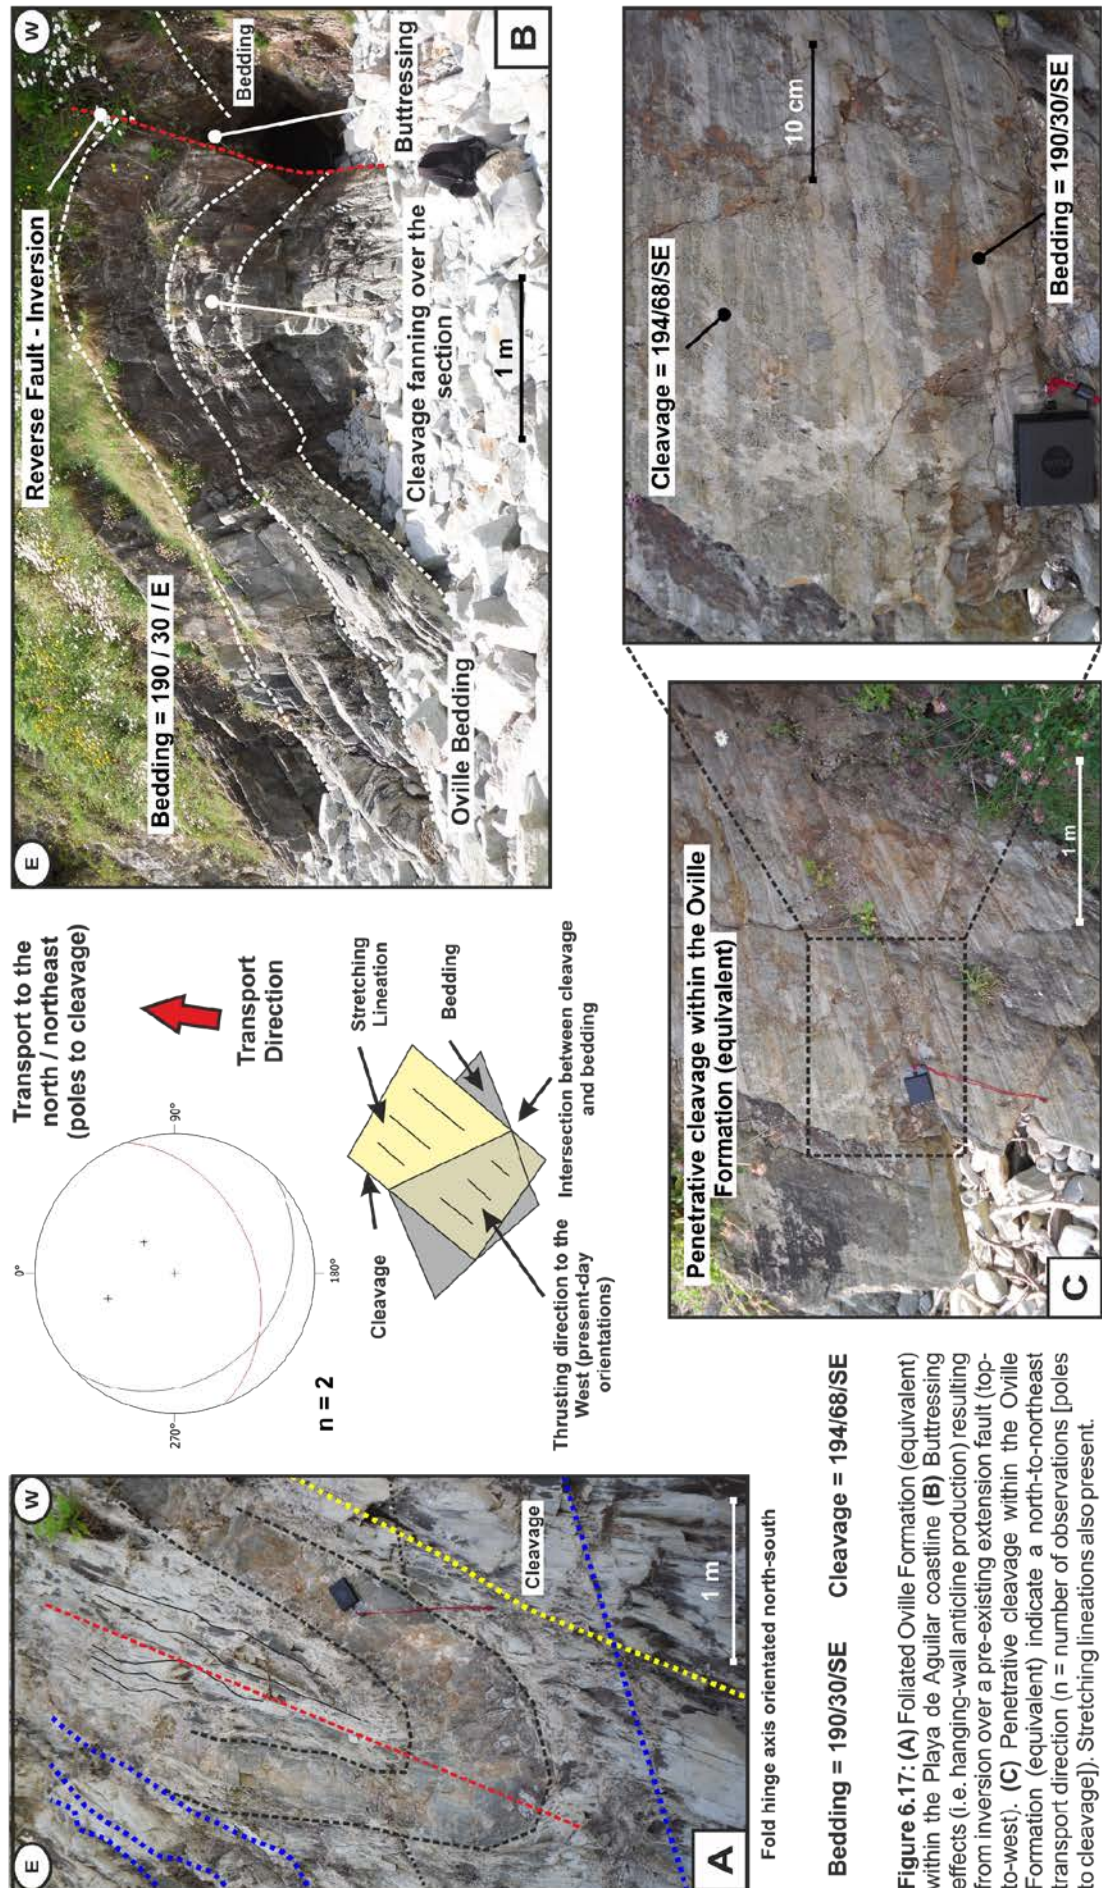 E
W
Cleavage
1 m
A
Fold hinge axis orientated north-south
Bedding = 190/30/SE
Cleavage = 194/68/SE
0°
90°
180°
270°
n = 2
Transport to the
north / northeast
(poles to cleavage)
Transport
Direction
Cleavage
Stretching
Lineation
Bedding
Thrusting direction to the
West (present-day
orientations)
Intersection between cleavage
and bedding
E
W
Reverse Fault - Inversion
Bedding = 190 / 30 / E
Bedding
Oville Bedding
Cleavage fanning over the
section
Buttressing
1 m
B
Penetrative cleavage within the Oville
Formation (equivalent)
1 m
C
Cleavage = 194/68/SE
10 cm
Bedding = 190/30/SE
Figure 6.17: (A) Foliated Oville Formation (equivalent)
within the Playa de Aguilar coastline (B) Buttressing
effects (i.e. hanging-wall anticline production) resulting
from inversion over a pre-existing extension fault (top-
to-west). (C) Penetrative cleavage within the Oville
Formation (equivalent) indicate a north-to-northeast
transport direction (n = number of observations [poles
to cleavage]). Stretching lineations also present.